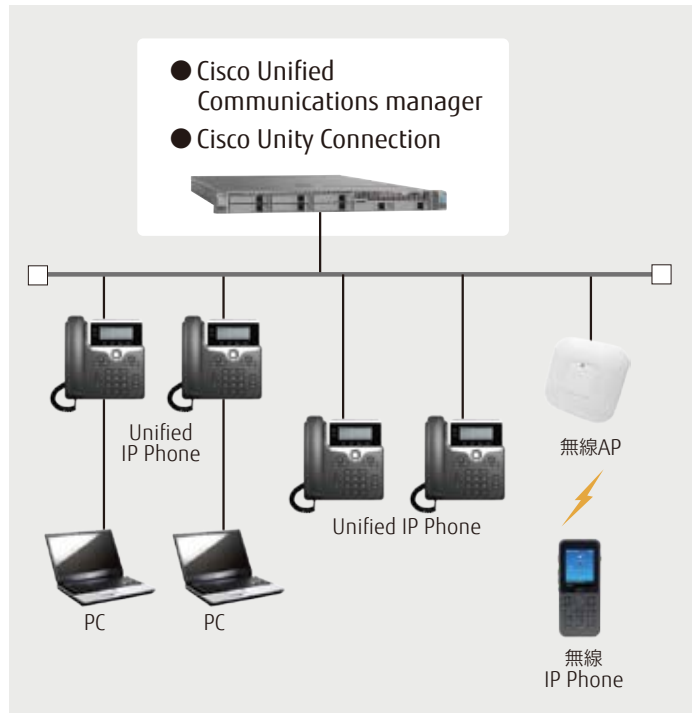 ● Cisco Unified
Communications manager
● Cisco Unity Connection
Unified
IP Phone
無線AP
Unified IP Phone
PC
PC
無線
IP Phone